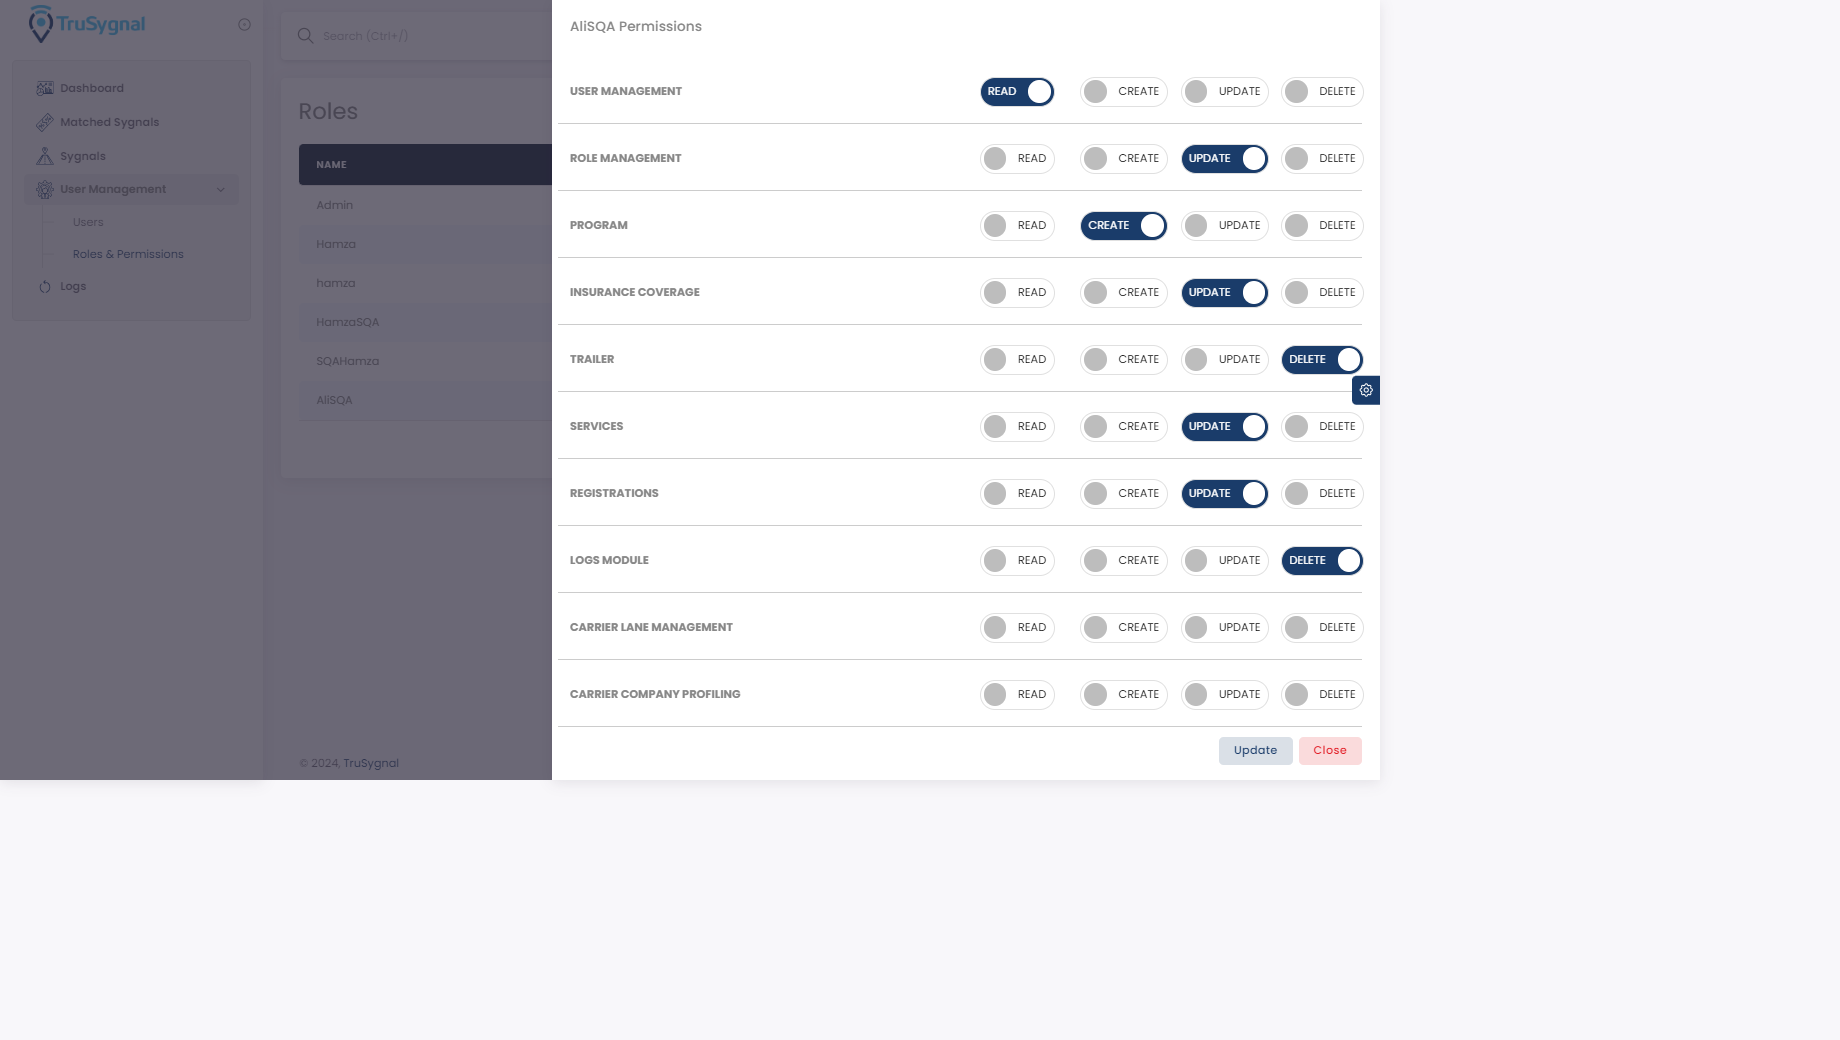 TruSygnal
Search (Ctrl+/)
Dashboard
Matched Sygnals
Sygnals
User Management
Users
Roles & Permissions
Logs
Roles
NAME
Admin
Hamza
hamza
HamzaSQA
SQAHamza
AliSQA
© 2024, TruSygnal
AliSQA Permissions
USER MANAGEMENT READ CREATE UPDATE DELETE
ROLE MANAGEMENT READ CREATE UPDATE DELETE
PROGRAM READ CREATE UPDATE DELETE
INSURANCE COVERAGE READ CREATE UPDATE DELETE
TRAILER READ CREATE UPDATE DELETE
SERVICES READ CREATE UPDATE DELETE
REGISTRATIONS READ CREATE UPDATE DELETE
LOGS MODULE READ CREATE UPDATE DELETE
CARRIER LANE MANAGEMENT READ CREATE UPDATE DELETE
CARRIER COMPANY PROFILING READ CREATE UPDATE DELETE
Update Close